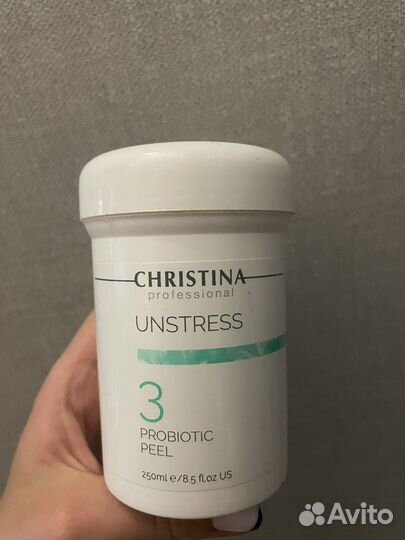 CHRISTINA
professional
UNSTRESS
3
PROBIOTIC
PEEL
250ml e/8.5 fl.oz US
Avito